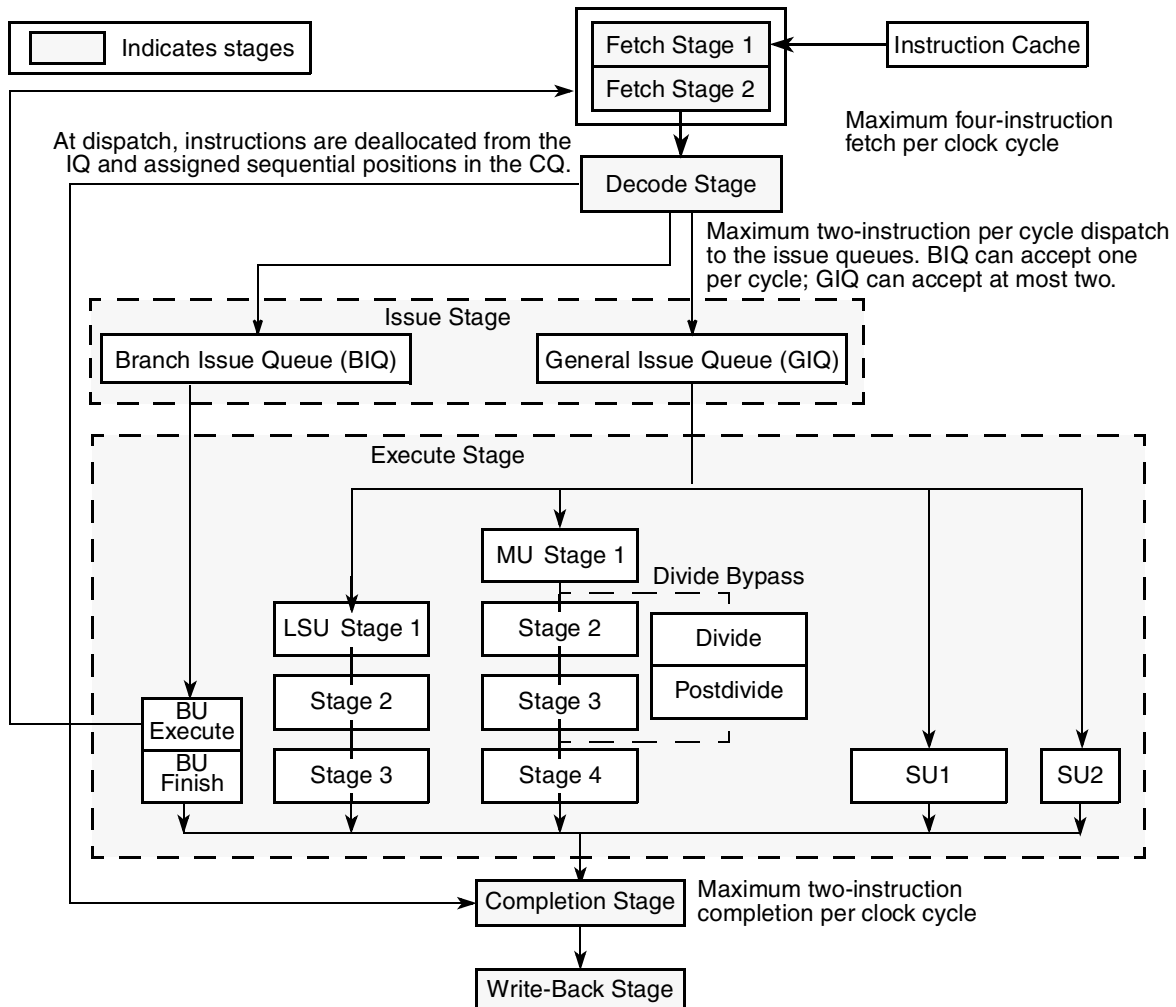 Indicates stages
Fetch Stage 1
Instruction Cache
Fetch Stage 2
Maximum four-instruction
fetch per clock cycle
At dispatch, instructions are deallocated from the
IQ and assigned sequential positions in the CQ.
Decode Stage
Maximum two-instruction per cycle dispatch
to the issue queues. BIQ can accept one
per cycle; GIQ can accept at most two.
Issue Stage
Branch Issue Queue (BIQ)
General Issue Queue (GIQ)
Execute Stage
MU Stage 1
Divide Bypass
LSU Stage 1
Stage 2
Divide
Stage 2
Stage 3
Postdivide
BU
Execute
BU
Finish
Stage 3
Stage 4
SU1
SU2
Completion Stage
Maximum two-instruction
completion per clock cycle
Write-Back Stage